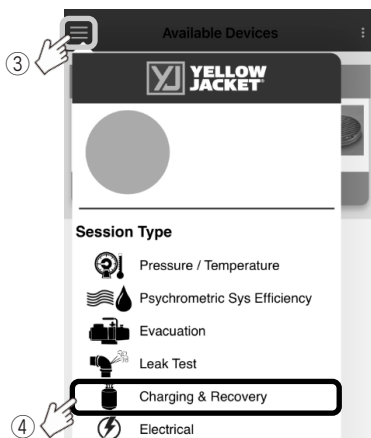 Available Devices
③
YJ YELLOW
JACKET
Session Type
Pressure / Temperature
Psychrometric Sys Efficiency
Evacuation
Leak Test
Charging & Recovery
④
Electrical